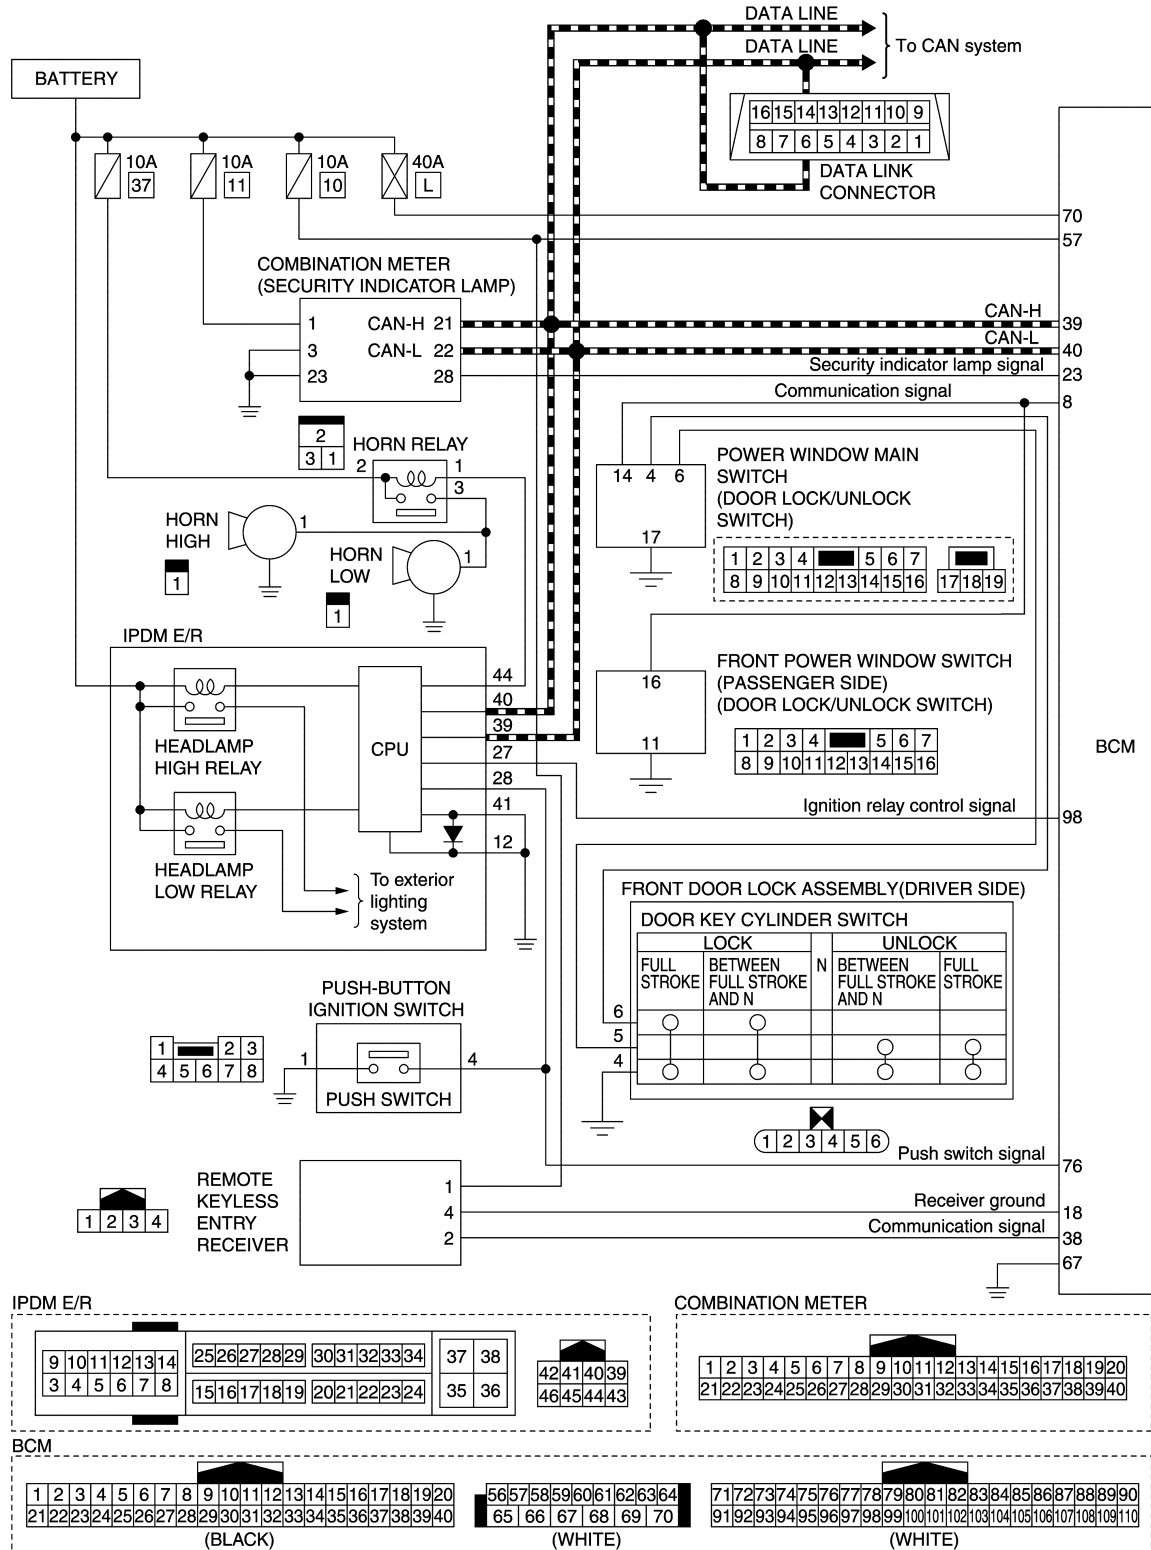 DATA LINE
DATA LINE
To CAN system
BATTERY
16 15 14 13 12 11 10 9
8 7 6 5 4 3 2 1
DATA LINK
CONNECTOR
10A 37
10A 11
10A 10
40A L
70
57
COMBINATION METER
(SECURITY INDICATOR LAMP)
1 CAN-H 21
3 CAN-L 22
23 28
CAN-H 39
CAN-L 40
Security indicator lamp signal 23
Communication signal 8
2
3 1
HORN RELAY
2 1
3
HORN
HIGH
1
1
HORN
LOW
1
1
14 4 6
17
POWER WINDOW MAIN
SWITCH
(DOOR LOCK/UNLOCK
SWITCH)
1 2 3 4 5 6 7
8 9 10 11 12 13 14 15 16
17 18 19
IPDM E/R
44
40
39
27
28
41
12
CPU
HEADLAMP
HIGH RELAY
HEADLAMP
LOW RELAY
To exterior
lighting
system
16
11
FRONT POWER WINDOW SWITCH
(PASSENGER SIDE)
(DOOR LOCK/UNLOCK SWITCH)
1 2 3 4 5 6 7
8 9 10 11 12 13 14 15 16
BCM
Ignition relay control signal 98
FRONT DOOR LOCK ASSEMBLY(DRIVER SIDE)
DOOR KEY CYLINDER SWITCH
LOCK UNLOCK
FULL
STROKE
BETWEEN
FULL STROKE
AND N
N
BETWEEN
FULL STROKE
AND N
FULL
STROKE
6
5
4
1 2 3 4 5 6
PUSH-BUTTON
IGNITION SWITCH
1 4
PUSH SWITCH
1 2 3
4 5 6 7 8
Push switch signal 76
REMOTE
KEYLESS
ENTRY
RECEIVER
1
4
2
1 2 3 4
Receiver ground 18
Communication signal 38
67
IPDM E/R
9 10 11 12 13 14
3 4 5 6 7 8
25 26 27 28 29 30 31 32 33 34
15 16 17 18 19 20 21 22 23 24
37 38
35 36
42 41 40 39
46 45 44 43
COMBINATION METER
1 2 3 4 5 6 7 8 9 10 11 12 13 14 15 16 17 18 19 20
21 22 23 24 25 26 27 28 29 30 31 32 33 34 35 36 37 38 39 40
BCM
1 2 3 4 5 6 7 8 9 10 11 12 13 14 15 16 17 18 19 20
21 22 23 24 25 26 27 28 29 30 31 32 33 34 35 36 37 38 39 40
(BLACK)
56 57 58 59 60 61 62 63 64
65 66 67 68 69 70
(WHITE)
71 72 73 74 75 76 77 78 79 80 81 82 83 84 85 86 87 88 89 90
91 92 93 94 95 96 97 98 99 100 101 102 103 104 105 106 107 108 109 110
(WHITE)